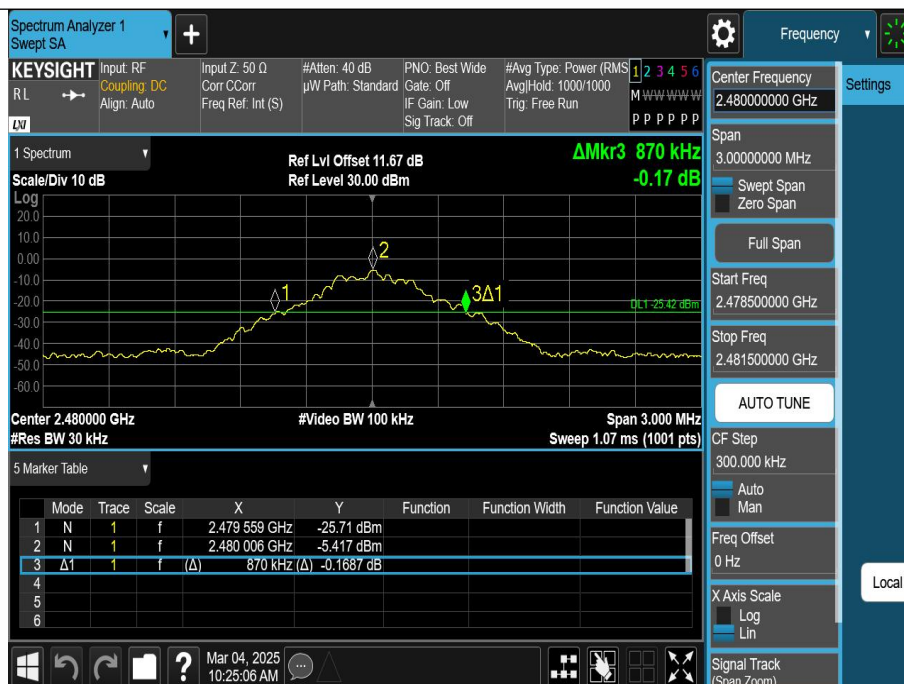 Spectrum Analyzer 1
Swept SA
+
Frequency
KEYSIGHT
RL
LXI
Input: RF
Coupling: DC
Align: Auto
Input Z: 50 Ω
Corr CCorr
Freq Ref: Int (S)
#Atten: 40 dB
µW Path: Standard
PNO: Best Wide
Gate: Off
IF Gain: Low
Sig Track: Off
#Avg Type: Power (RMS
Avg|Hold: 1000/1000
Trig: Free Run
1 2 3 4 5 6
M W W W W W
P P P P P P
1 Spectrum
Scale/Div 10 dB
Ref Lvl Offset 11.67 dB
Ref Level 30.00 dBm
ΔMkr3 870 kHz
-0.17 dB
Log
20.0
10.0
0.00
-10.0
-20.0
-30.0
-40.0
-50.0
-60.0
1
2
3Δ1
DL1 -25.42 dBm
Center 2.480000 GHz
#Video BW 100 kHz
Span 3.000 MHz
#Res BW 30 kHz
Sweep 1.07 ms (1001 pts)
5 Marker Table
Mode Trace Scale X Y Function Function Width Function Value
1 N 1 f 2.479 559 GHz -25.71 dBm
2 N 1 f 2.480 006 GHz -5.417 dBm
3 Δ1 1 f (Δ) 870 kHz (Δ) -0.1687 dB
4
5
6
?
Mar 04, 2025
10:25:06 AM
Center Frequency
2.480000000 GHz
Span
3.00000000 MHz
Swept Span
Zero Span
Full Span
Start Freq
2.478500000 GHz
Stop Freq
2.481500000 GHz
AUTO TUNE
CF Step
300.000 kHz
Auto
Man
Freq Offset
0 Hz
X Axis Scale
Log
Lin
Signal Track
(Span Zoom)
Settings
Local